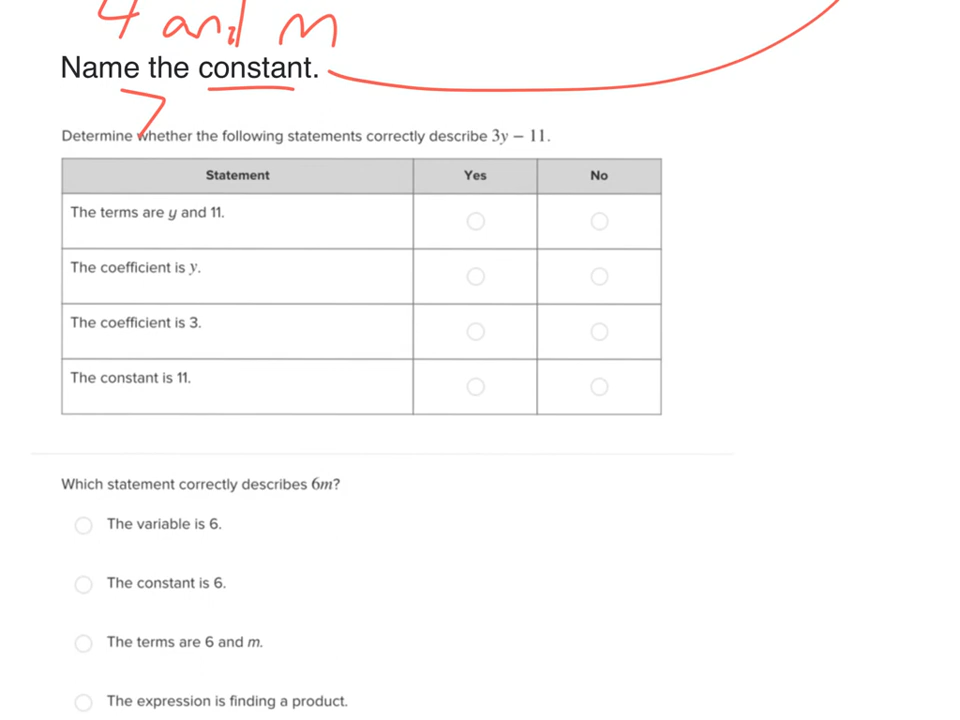 4 and m
Name the constant.
7
Determine whether the following statements correctly describe 3y − 11.
Statement Yes No
The terms are y and 11.
The coefficient is y.
The coefficient is 3.
The constant is 11.
Which statement correctly describes 6m?
The variable is 6.
The constant is 6.
The terms are 6 and m.
The expression is finding a product.